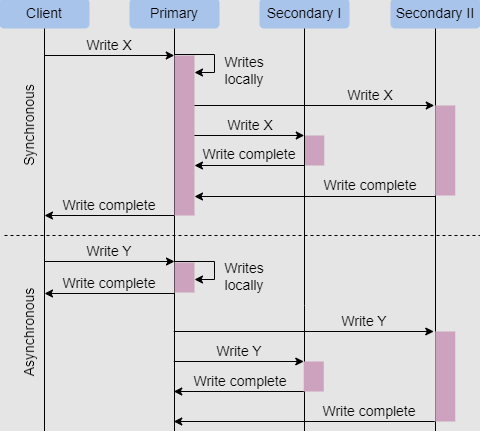 Client
Primary
Secondary I
Secondary II
Synchronous
Write X
Writes
locally
Write X
Write X
Write complete
Write complete
Write complete
Asynchronous
Write Y
Writes
locally
Write complete
Write Y
Write Y
Write complete
Write complete